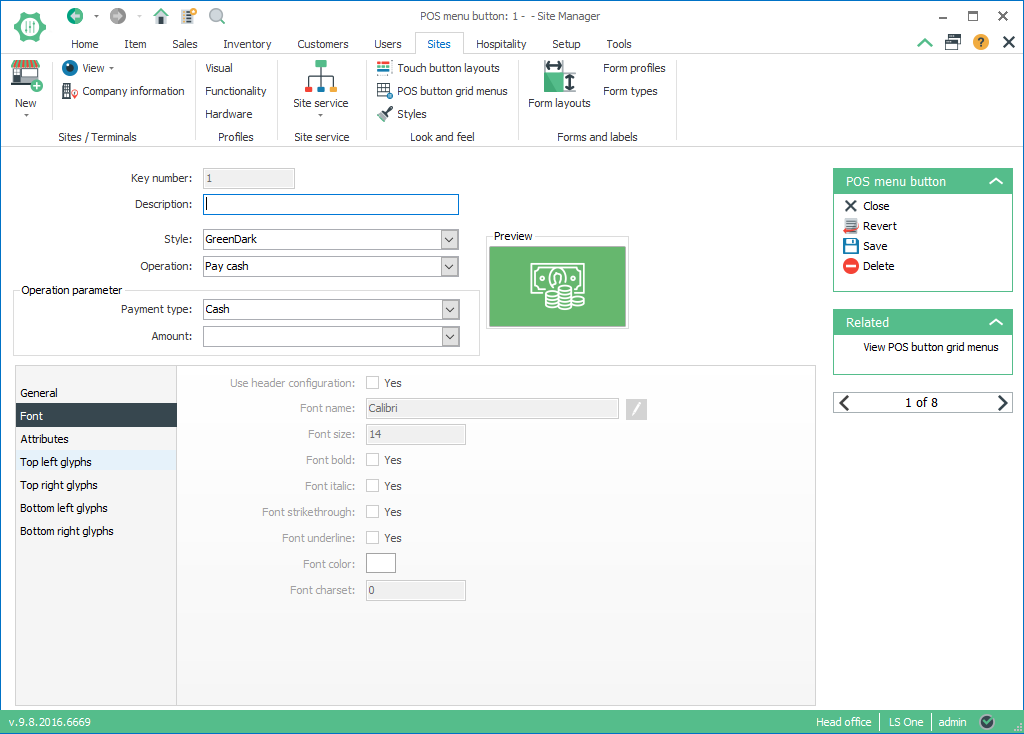 POS menu button: 1 -  - Site Manager
Home Item Sales Inventory Customers Users Sites Hospitality Setup Tools
New
View
Company information
Sites / Terminals
Visual
Functionality
Hardware
Profiles
Site service
Site service
Touch button layouts
POS button grid menus
Styles
Look and feel
Form layouts
Form profiles
Form types
Forms and labels
Key number: 1
Description:
Style: GreenDark
Operation: Pay cash
Operation parameter
Payment type: Cash
Amount:
Preview
General
Font
Attributes
Top left glyphs
Top right glyphs
Bottom left glyphs
Bottom right glyphs
Use header configuration: Yes
Font name: Calibri
Font size: 14
Font bold: Yes
Font italic: Yes
Font strikethrough: Yes
Font underline: Yes
Font color:
Font charset: 0
POS menu button
Close
Revert
Save
Delete
Related
View POS button grid menus
1 of 8
v.9.8.2016.6669
Head office LS One admin